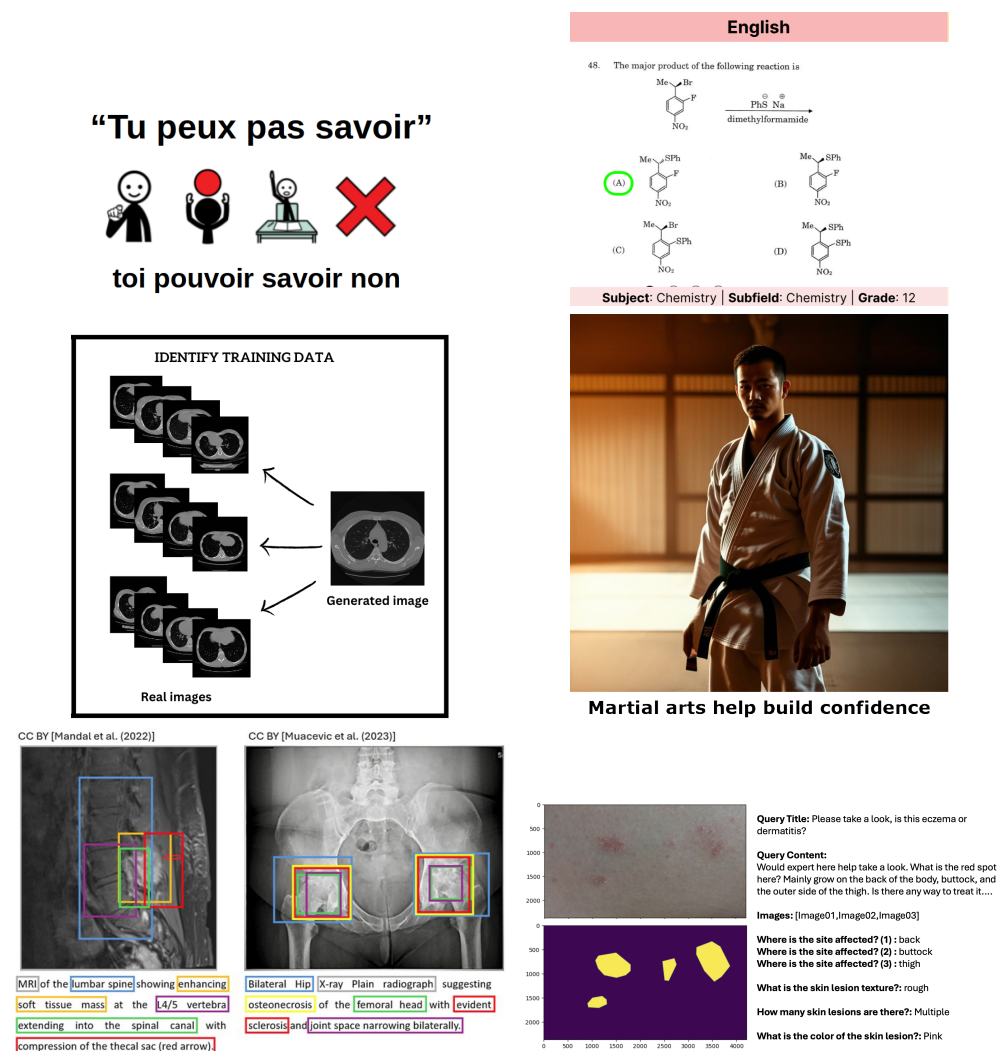 “Tu peux pas savoir”
toi pouvoir savoir non
English
48. The major product of the following reaction is
Me Br
F
NO₂
PhS Na
⊖ ⊕
dimethylformamide
(A)
Me SPh
F
NO₂
(B)
Me SPh
F
NO₂
(C)
Me Br
SPh
NO₂
(D)
Me SPh
SPh
NO₂
Subject: Chemistry | Subfield: Chemistry | Grade: 12
IDENTIFY TRAINING DATA
Generated image
Real images
Martial arts help build confidence
CC BY [Mandal et al. (2022)]
MRI of the lumbar spine showing enhancing
soft tissue mass at the L4/5 vertebra
extending into the spinal canal with
compression of the thecal sac (red arrow).
CC BY [Muacevic et al. (2023)]
Bilateral Hip X-ray Plain radiograph suggesting
osteonecrosis of the femoral head with evident
sclerosis and joint space narrowing bilaterally.
0
500
1000
1500
2000
0
500
1000
1500
2000
0 500 1000 1500 2000 2500 3000 3500 4000
Query Title: Please take a look, is this eczema or
dermatitis?
Query Content:
Would expert here help take a look. What is the red spot
here? Mainly grow on the back of the body, buttock, and
the outer side of the thigh. Is there any way to treat it....
Images: [Image01,Image02,Image03]
Where is the site affected? (1) : back
Where is the site affected? (2) : buttock
Where is the site affected? (3) : thigh
What is the skin lesion texture?: rough
How many skin lesions are there?: Multiple
What is the color of the skin lesion?: Pink